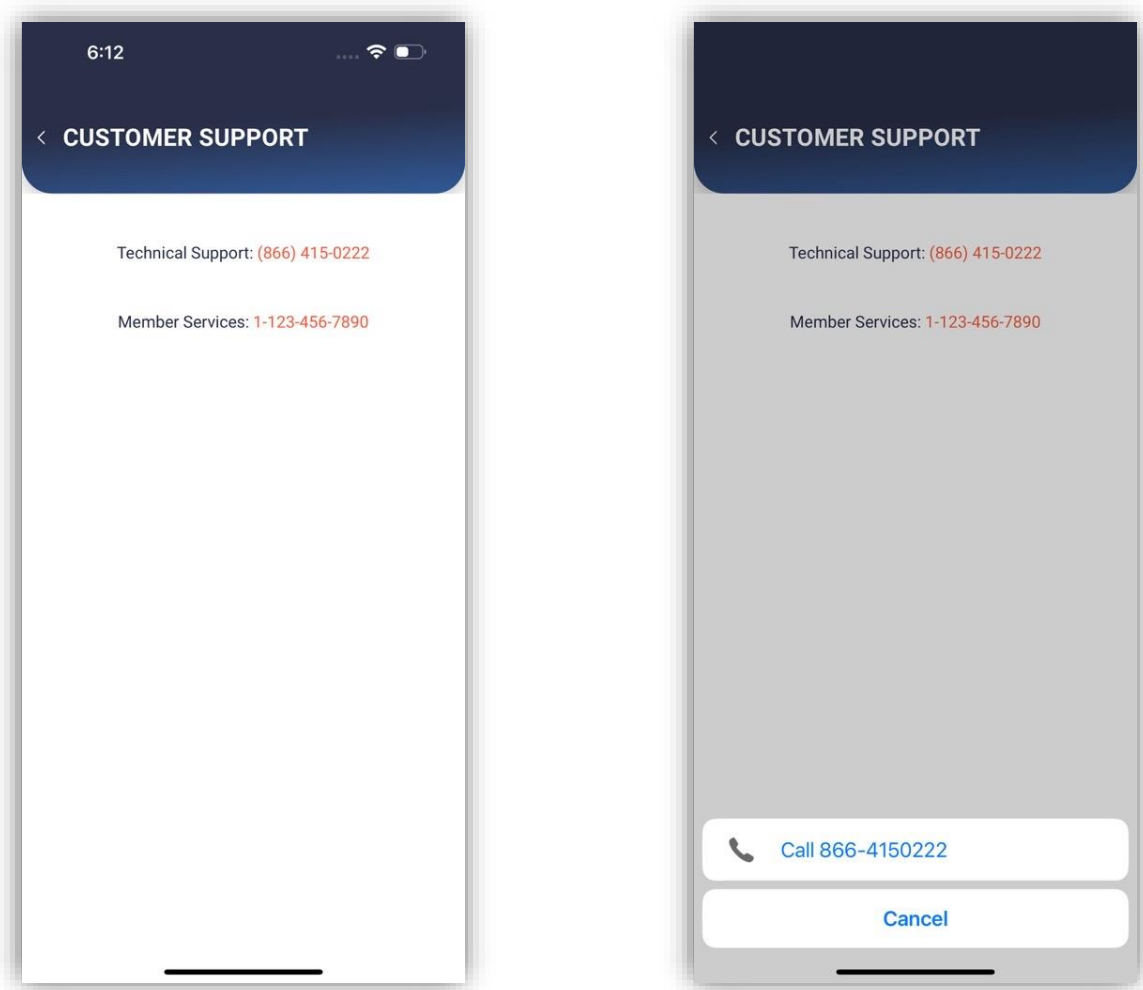 6:12
< CUSTOMER SUPPORT
Technical Support: (866) 415-0222
Member Services: 1-123-456-7890
< CUSTOMER SUPPORT
Technical Support: (866) 415-0222
Member Services: 1-123-456-7890
Call 866-4150222
Cancel